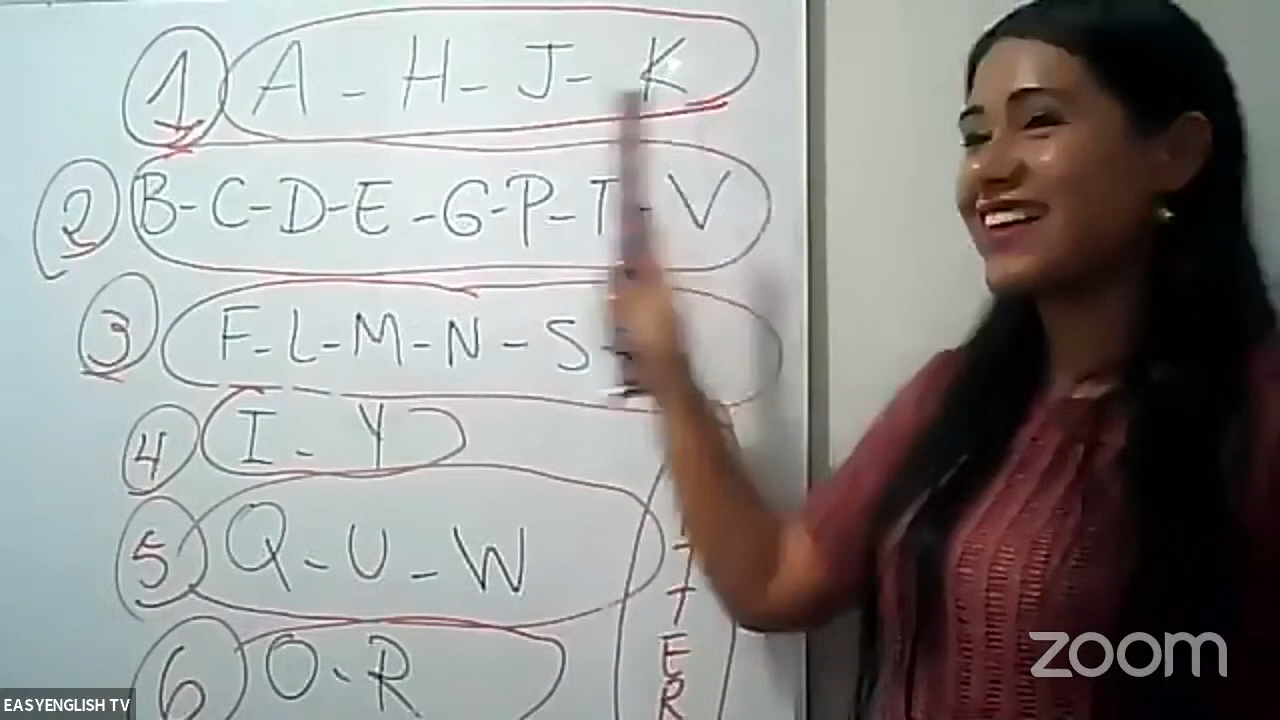 1 A - H - J - K
2 B - C - D - E - G - P - T - V
3 F - L - M - N - S -
4 I - Y
5 Q - U - W
6 O - R
T
T
E
R
zoom
EASYENGLISH TV